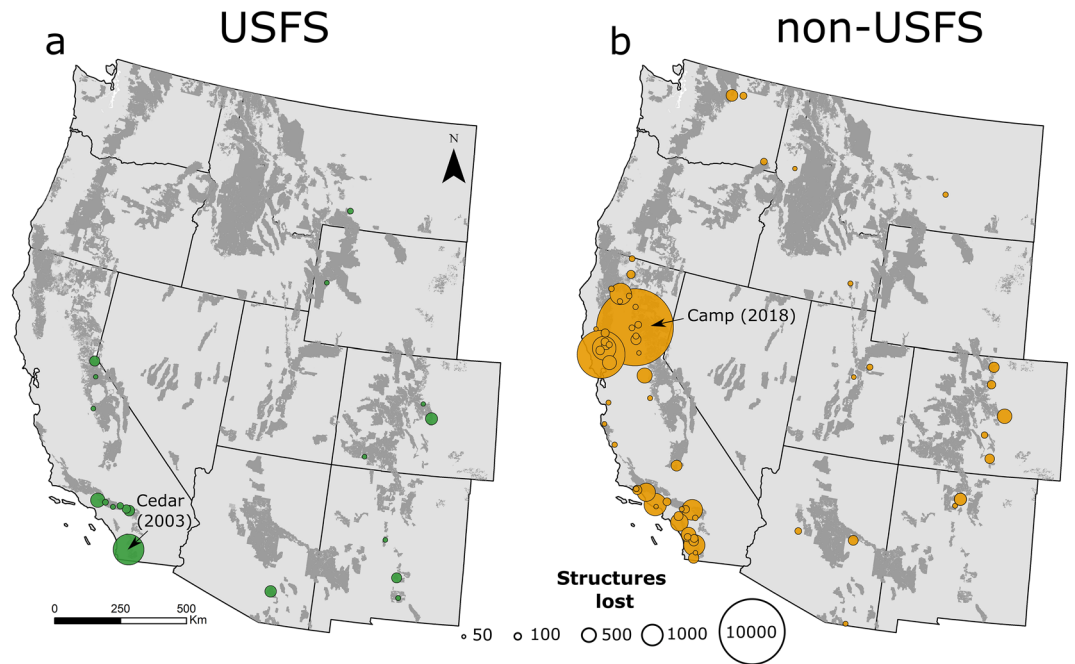 a
USFS
b
non-USFS
N
Camp (2018)
Cedar
(2003)
0 250 500
Km
Structures
lost
50 100 500 1000 10000